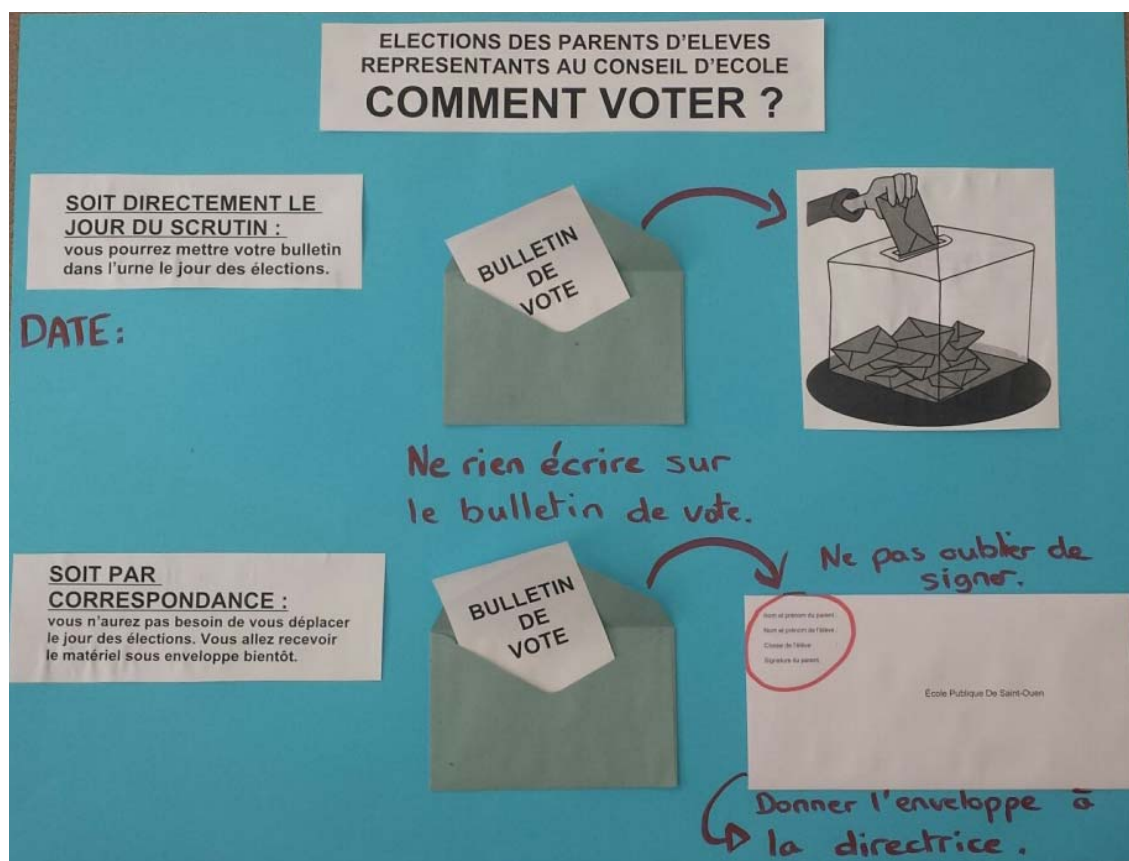 ELECTIONS DES PARENTS D'ELEVES
REPRESENTANTS AU CONSEIL D'ECOLE
COMMENT VOTER ?
SOIT DIRECTEMENT LE
JOUR DU SCRUTIN :
vous pourrez mettre votre bulletin
dans l'urne le jour des élections.
DATE:
BULLETIN
DE
VOTE
Ne rien écrire sur
le bulletin de vote.
SOIT PAR
CORRESPONDANCE :
vous n'aurez pas besoin de vous déplacer
le jour des élections. Vous allez recevoir
le matériel sous enveloppe bientôt.
BULLETIN
DE
VOTE
Ne pas oublier de
signer.
Nom et prénom du parent :
Nom et prénom de l'élève :
Classe de l'élève
Signature du parent
École Publique De Saint-Ouen
Donner l'enveloppe à
la directrice.